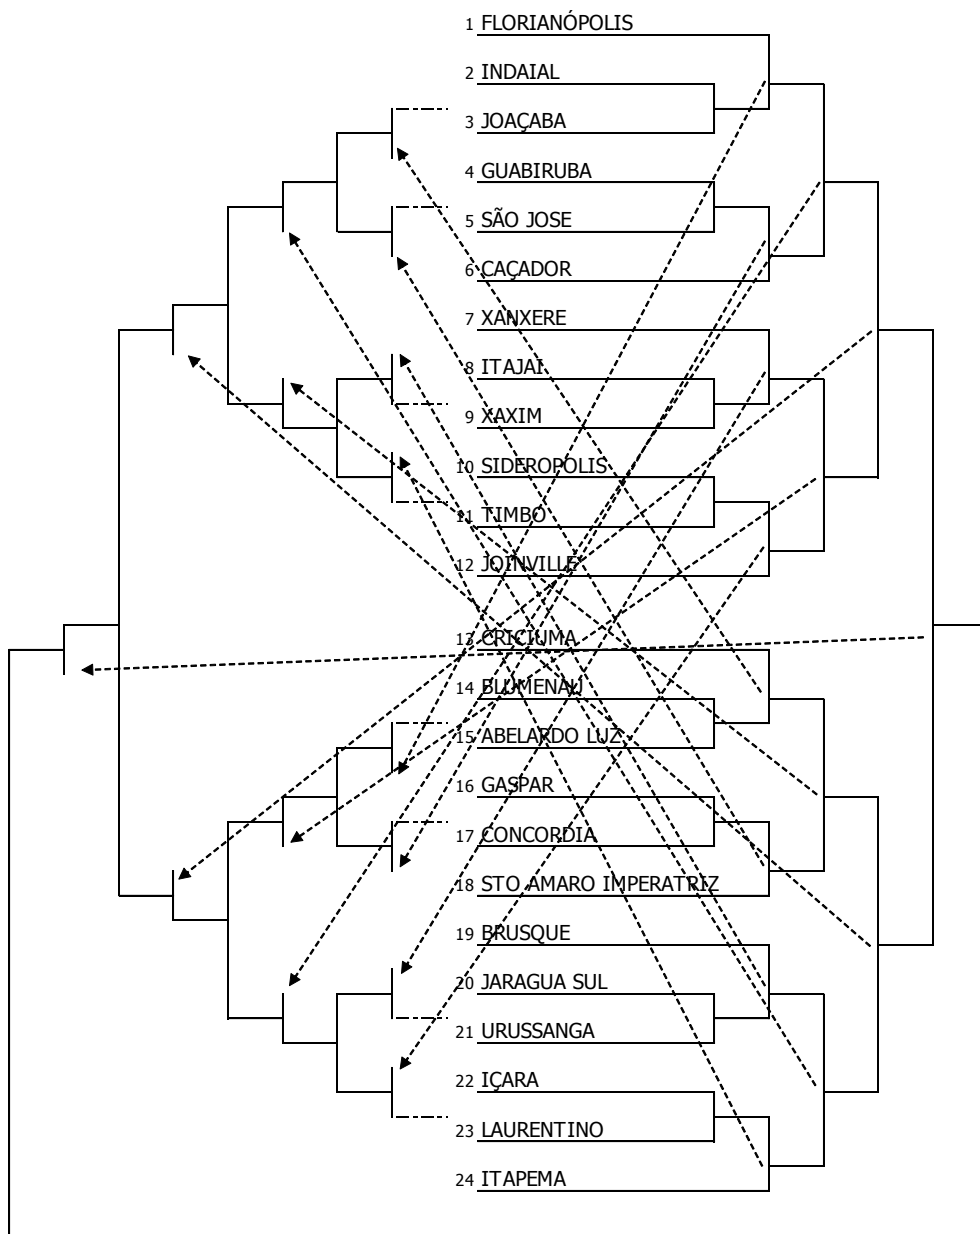 1 FLORIANÓPOLIS
2 INDAIAL
3 JOAÇABA
4 GUABIRUBA
5 SÃO JOSE
6 CAÇADOR
7 XANXERE
8 ITAJAI
9 XAXIM
10 SIDEROPOLIS
11 TIMBO
12 JOINVILLE
13 CRICIUMA
14 BLUMENAU
15 ABELARDO LUZ
16 GASPAR
17 CONCORDIA
18 STO AMARO IMPERATRIZ
19 BRUSQUE
20 JARAGUA SUL
21 URUSSANGA
22 IÇARA
23 LAURENTINO
24 ITAPEMA